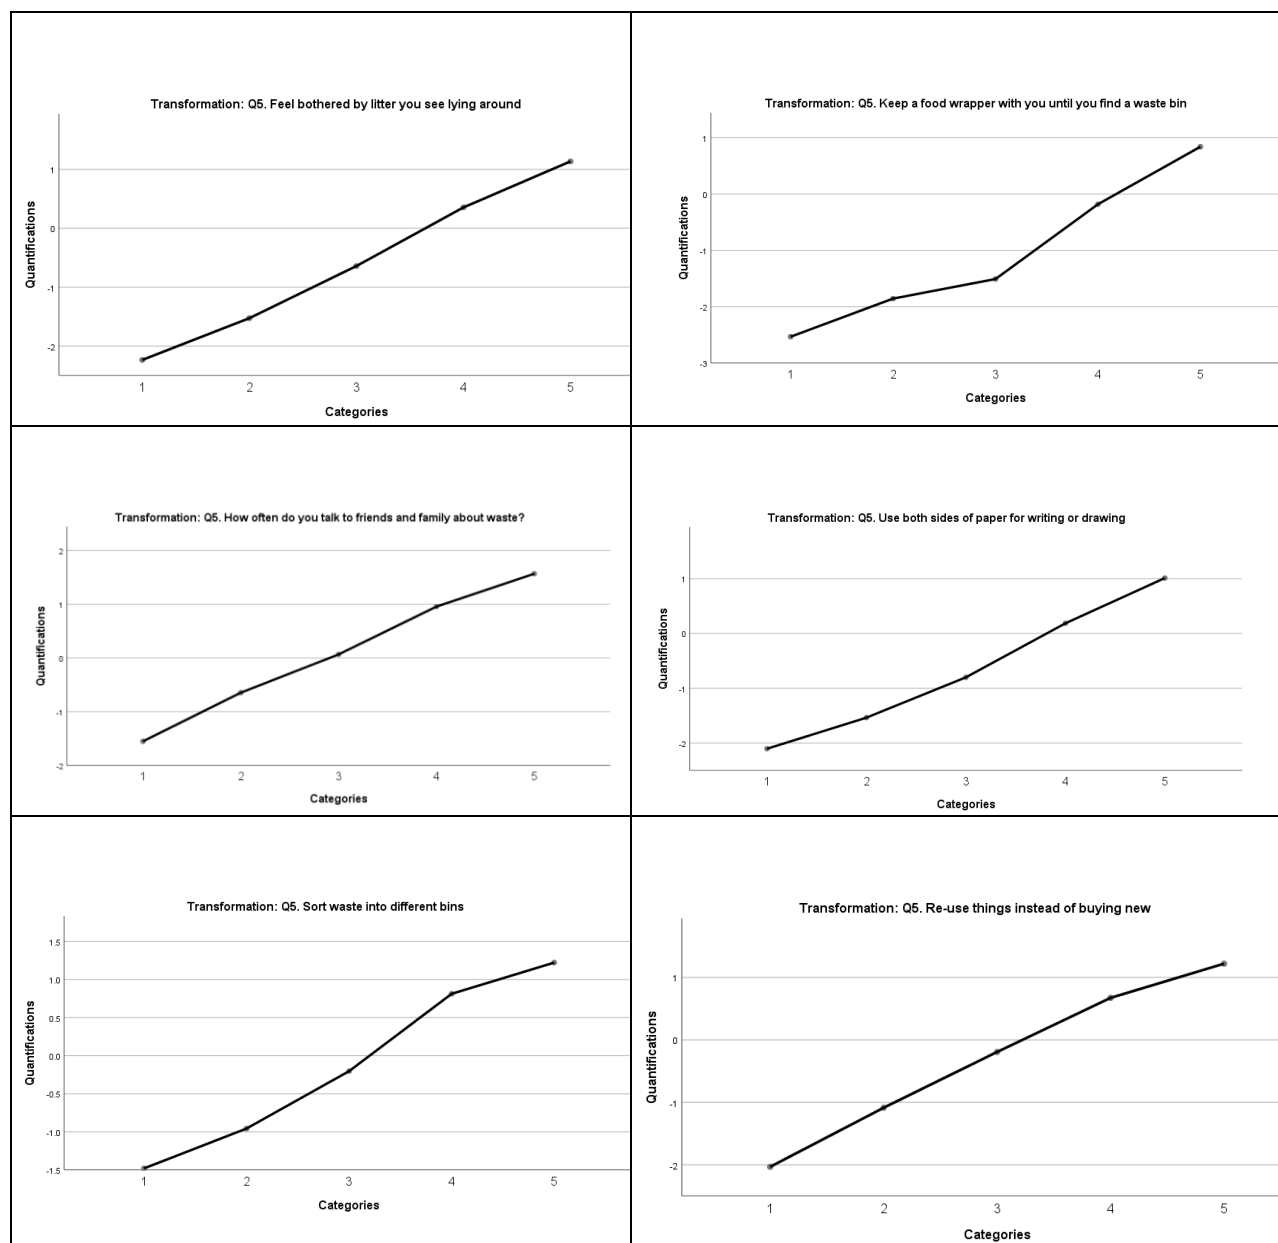 Transformation: Q5. Feel bothered by litter you see lying around
Quantifications
1
0
-1
-2
1 2 3 4 5
Categories
Transformation: Q5. Keep a food wrapper with you until you find a waste bin
Quantifications
1
0
-1
-2
-3
1 2 3 4 5
Categories
Transformation: Q5. How often do you talk to friends and family about waste?
Quantifications
2
1
0
-1
-2
1 2 3 4 5
Categories
Transformation: Q5. Use both sides of paper for writing or drawing
Quantifications
1
0
-1
-2
1 2 3 4 5
Categories
Transformation: Q5. Sort waste into different bins
Quantifications
1.5
1.0
0.5
0.0
-0.5
-1.0
-1.5
1 2 3 4 5
Categories
Transformation: Q5. Re-use things instead of buying new
Quantifications
1
0
-1
-2
1 2 3 4 5
Categories